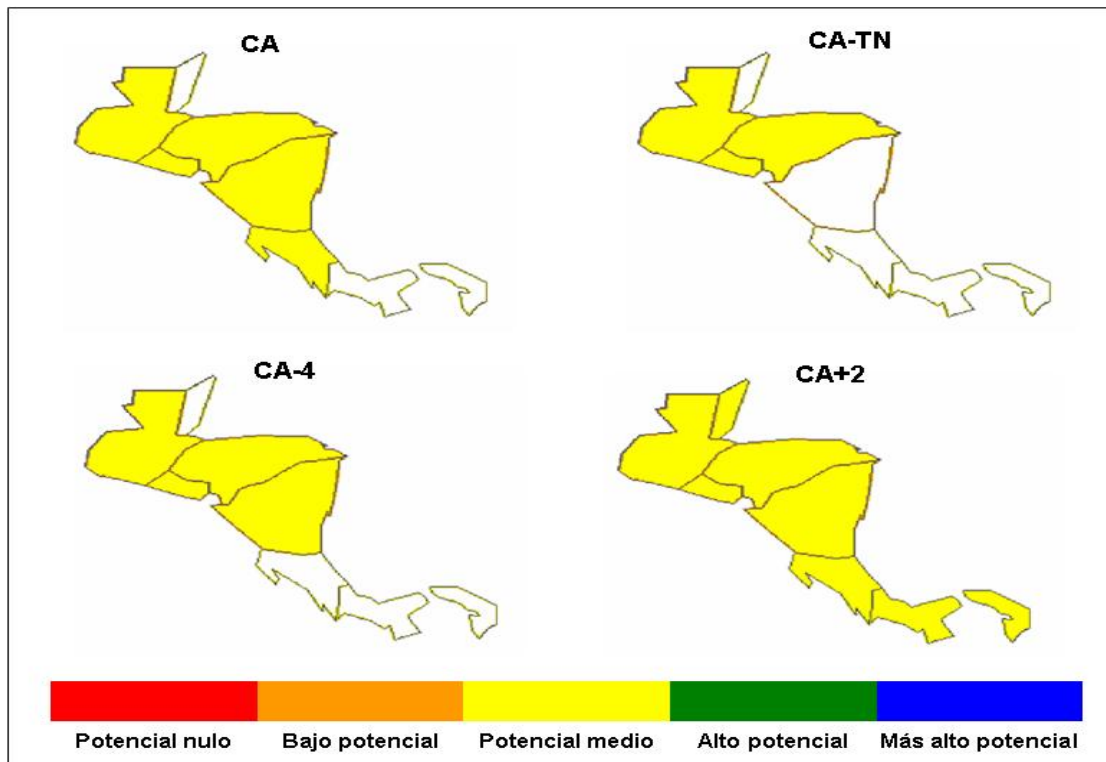 CA
CA-TN
CA-4
CA+2
Potencial nulo
Bajo potencial
Potencial medio
Alto potencial
Más alto potencial